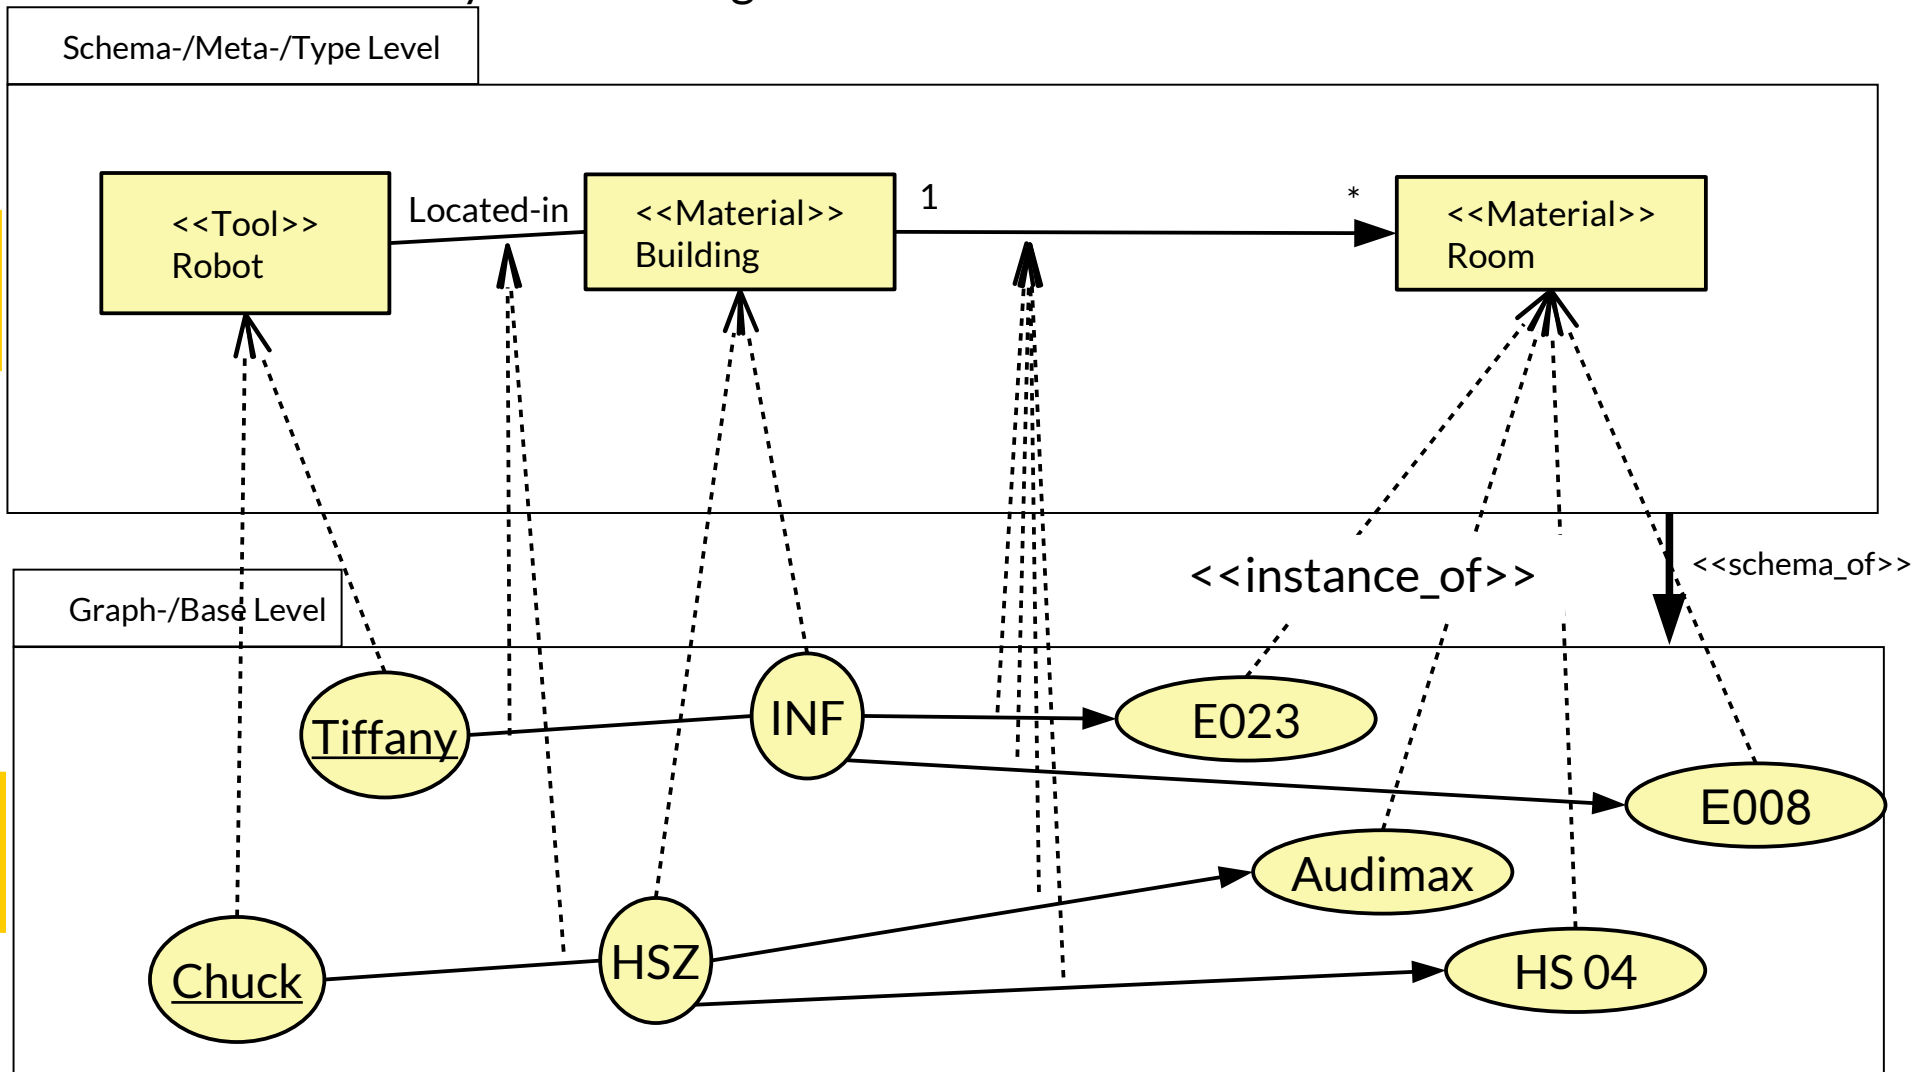 Schema-/Meta-/Type Level
<<Tool>>
Robot
Located-in
<<Material>>
Building
1
*
<<Material>>
Room
<<instance_of>>
<<schema_of>>
Graph-/Base Level
Tiffany
INF
E023
E008
Audimax
Chuck
HSZ
HS 04